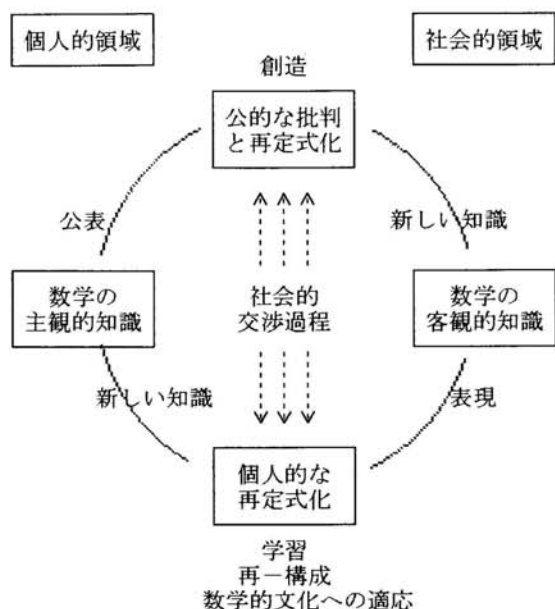 個人的領域
社会的領域
創造
公的な批判
と再定式化
公表
新しい知識
数学の
主観的知識
社会的
交渉過程
数学の
客観的知識
新しい知識
表現
個人的な
再定式化
学習
再－構成
数学的文化への適応